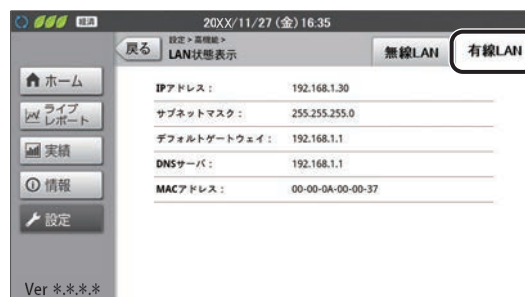 経済
20XX/11/27 (金) 16:35
戻る
設定 > 高機能 >
LAN状態表示
無線LAN
有線LAN
ホーム
ライブ
レポート
実績
情報
設定
IPアドレス： 192.168.1.30
サブネットマスク： 255.255.255.0
デフォルトゲートウェイ： 192.168.1.1
DNSサーバ： 192.168.1.1
MACアドレス： 00-00-0A-00-00-37
Ver *.*.*.*